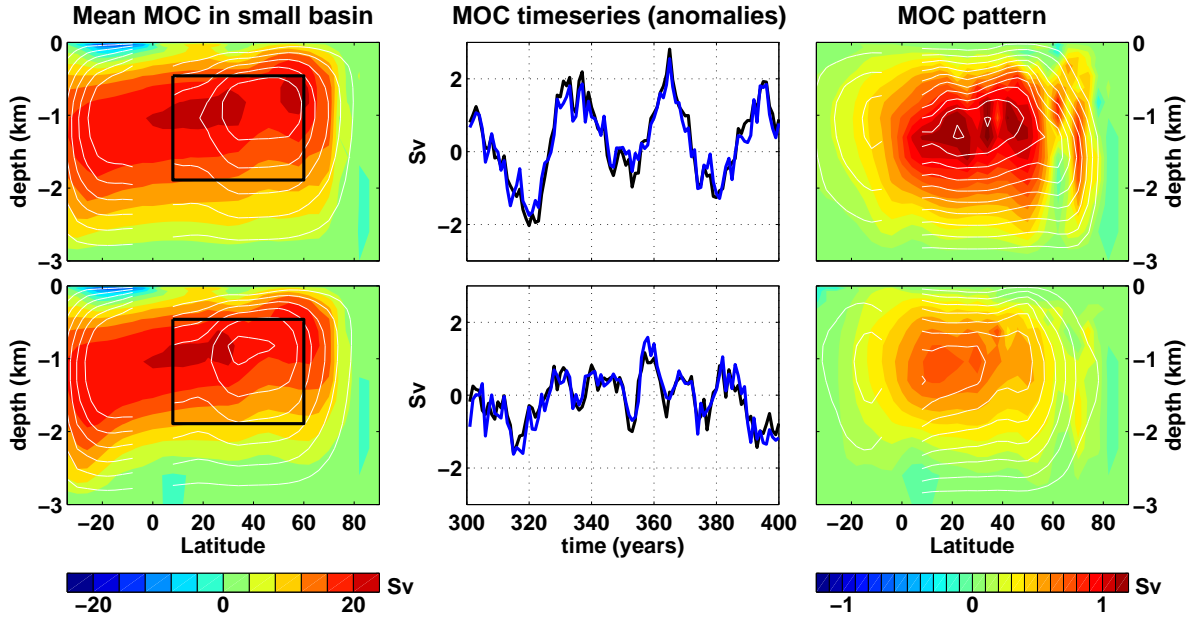 Mean MOC in small basin
MOC timeseries (anomalies)
MOC pattern
0
−1
−2
−3
depth (km)
2
0
−2
Sv
0
−1
−2
−3
depth (km)
0
−1
−2
−3
depth (km)
−20 0 20 40 60 80
Latitude
2
0
−2
Sv
300 320 340 360 380 400
time (years)
0
−1
−2
−3
depth (km)
−20 0 20 40 60 80
Latitude
−20 0 20 Sv
−1 0 1 Sv